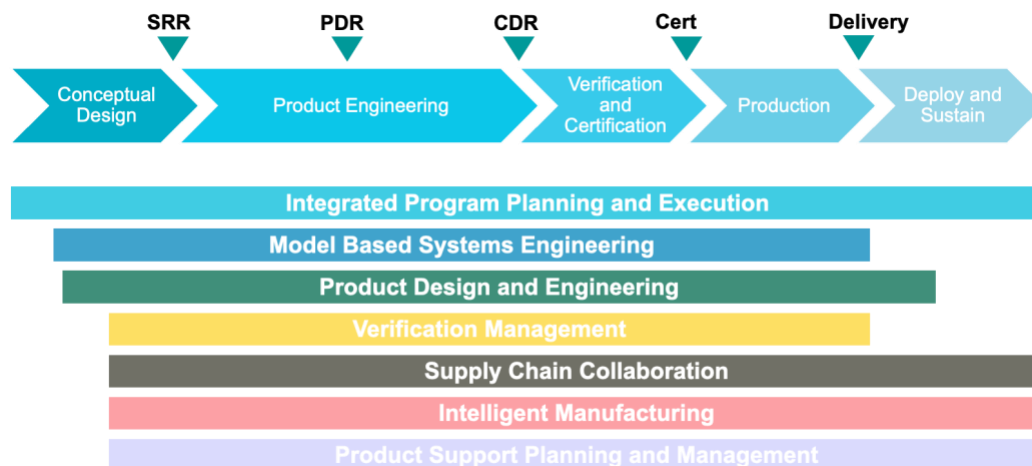 SRR
PDR
CDR
Cert
Delivery
Conceptual
Design
Product Engineering
Verification
and
Certification
Production
Deploy and
Sustain
Integrated Program Planning and Execution
Model Based Systems Engineering
Product Design and Engineering
Verification Management
Supply Chain Collaboration
Intelligent Manufacturing
Product Support Planning and Management